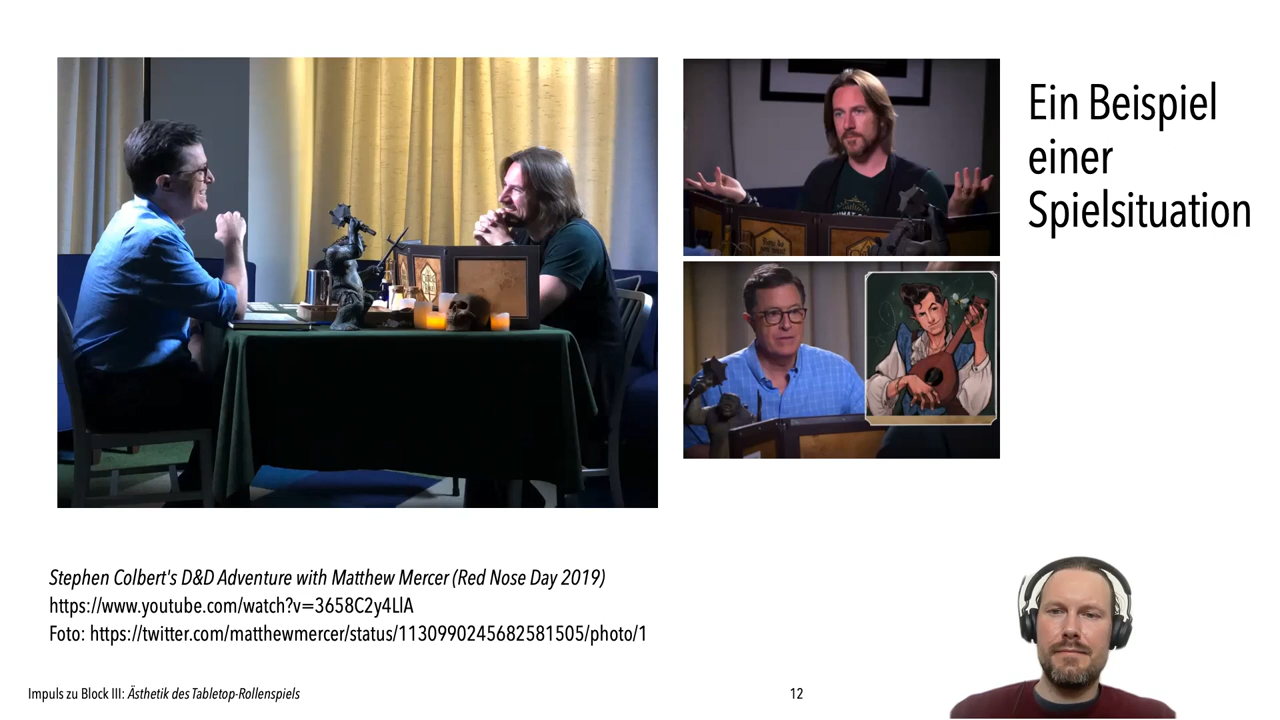 Ein Beispiel
einer
Spielsituation
Stephen Colbert's D&D Adventure with Matthew Mercer (Red Nose Day 2019)
https://www.youtube.com/watch?v=3658C2y4LlA
Foto: https://twitter.com/matthewmercer/status/1130990245682581505/photo/1
Impuls zu Block III: Ästhetik des Tabletop-Rollenspiels
12